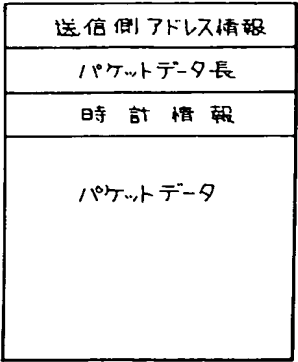 送信側アドレス情報
パケットデータ長
時計情報
パケットデータ